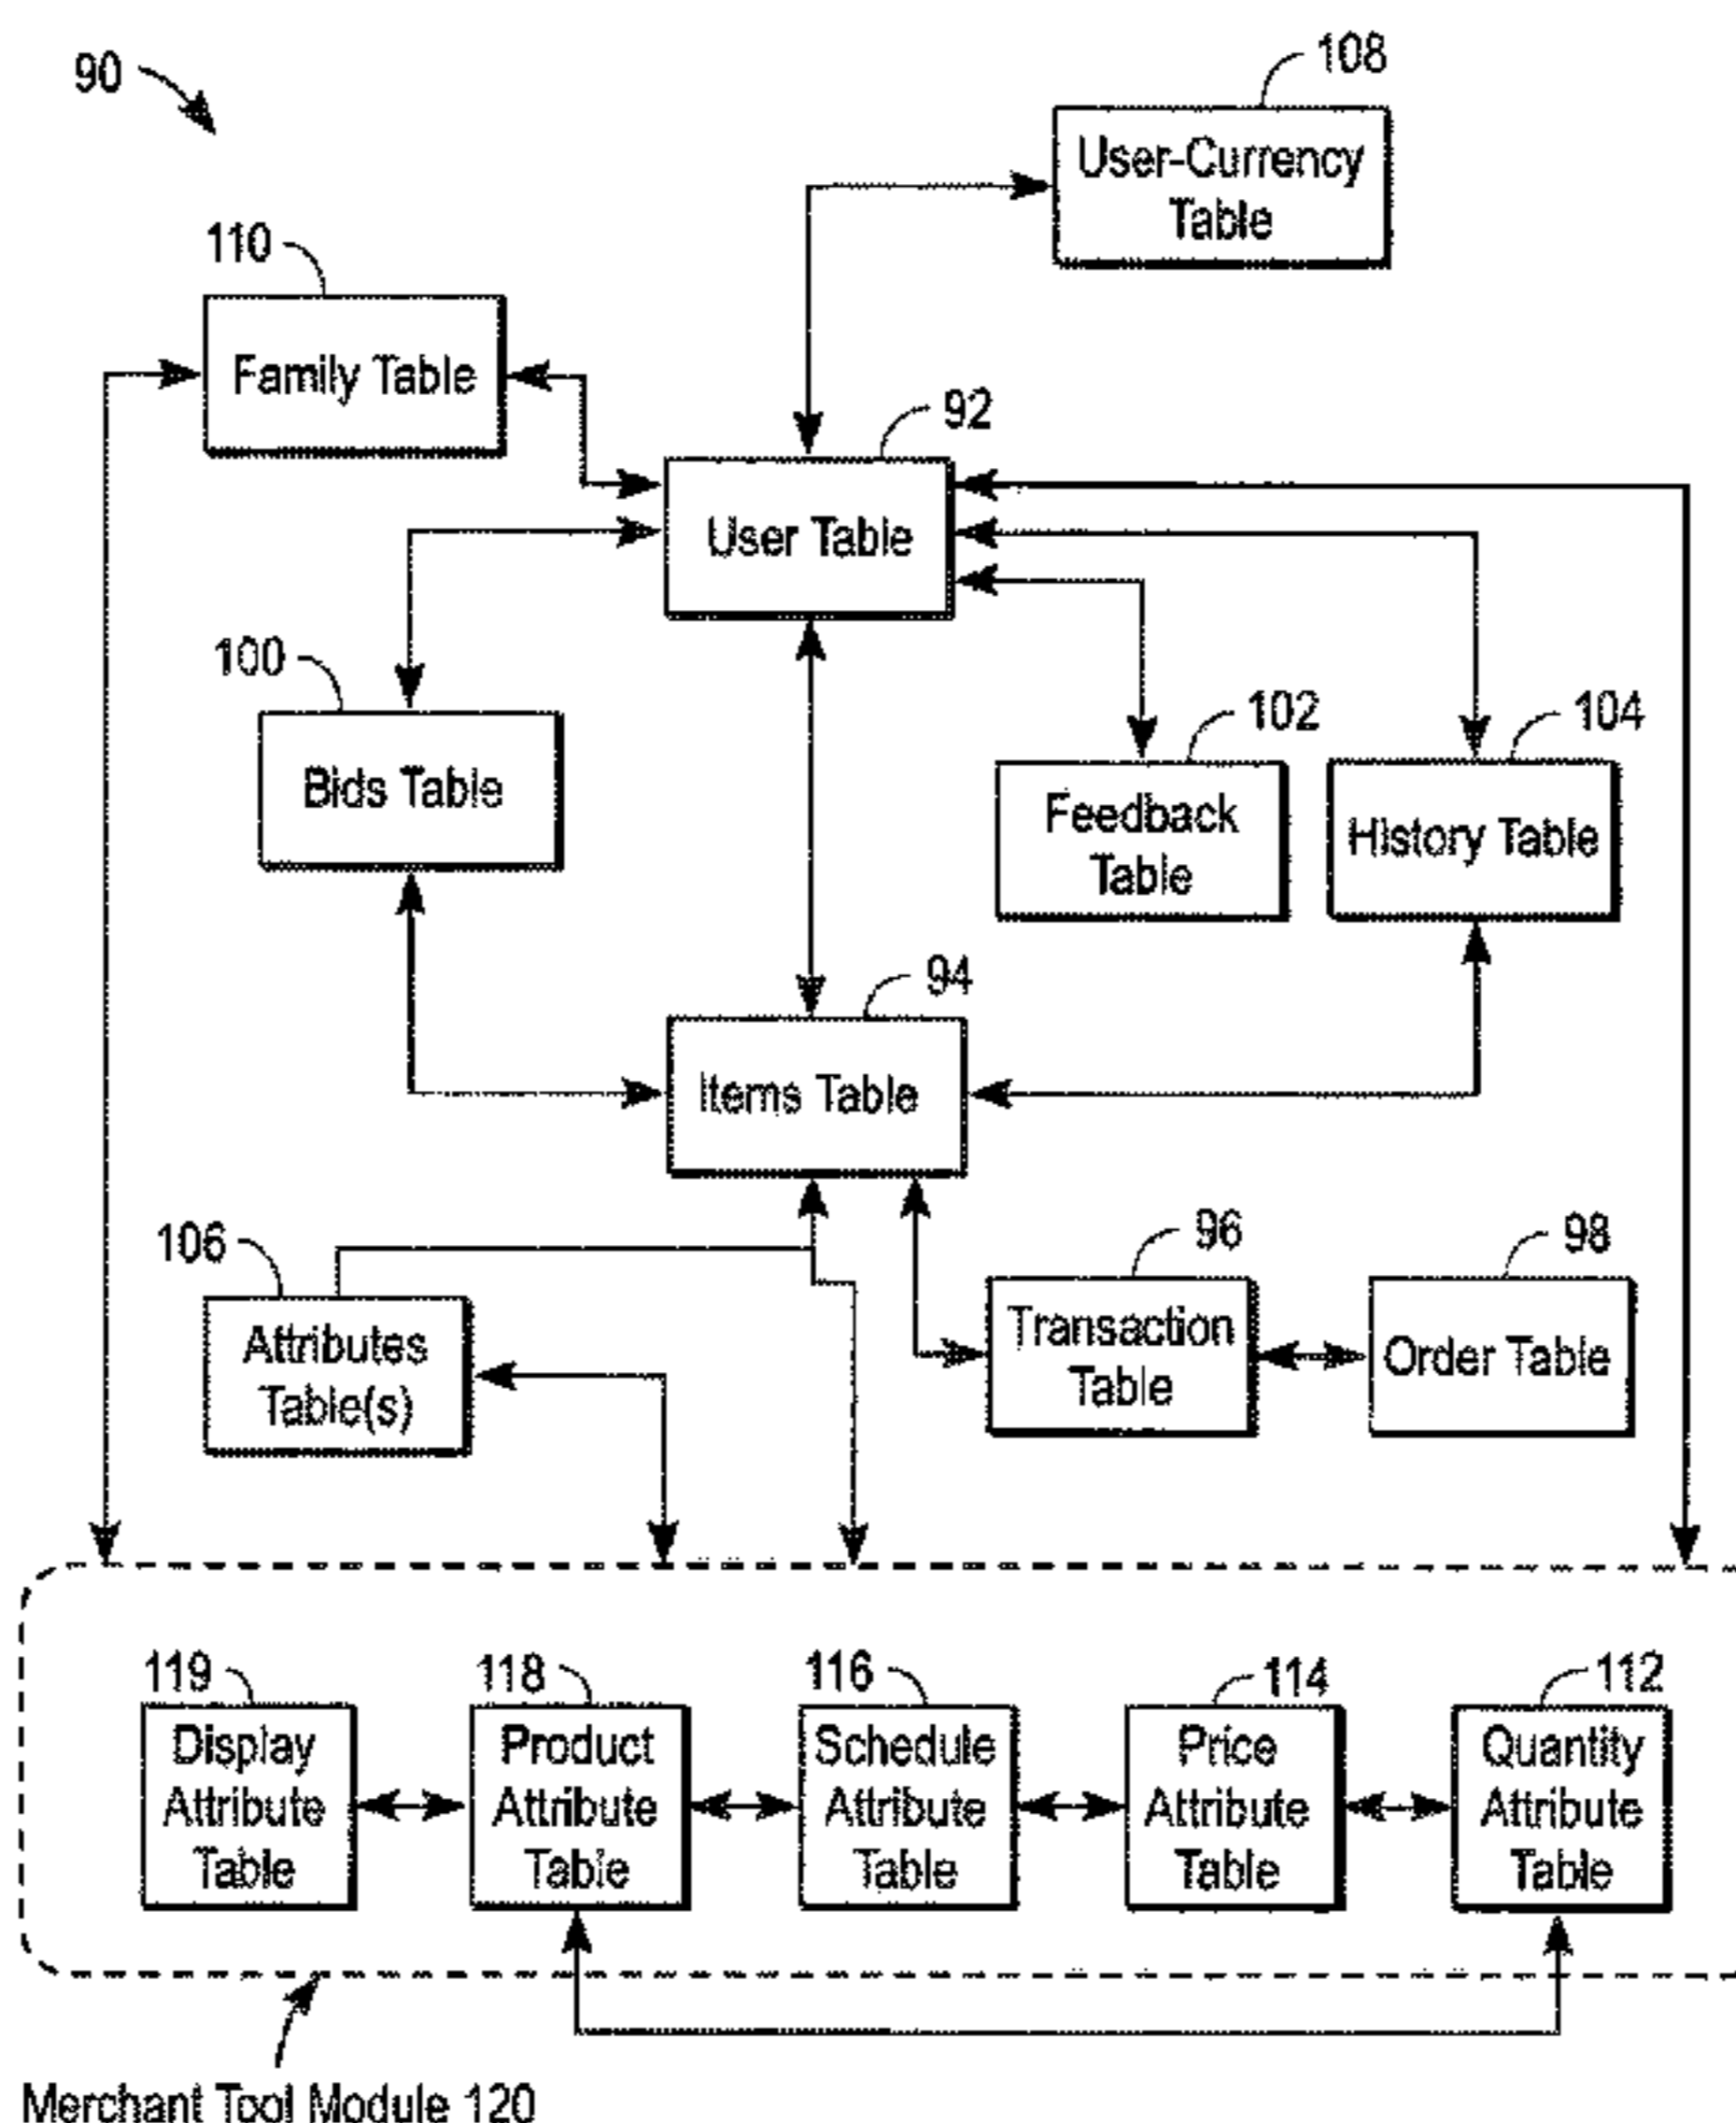 90
108
User-Currency
Table
110
Family Table
92
User Table
100
Bids Table
102
Feedback
Table
104
History Table
94
Items Table
106
Attributes
Table(s)
96
Transaction
Table
98
Order Table
119
Display
Attribute
Table
118
Product
Attribute
Table
116
Schedule
Attribute
Table
114
Price
Attribute
Table
112
Quantity
Attribute
Table
Merchant Tool Module 120